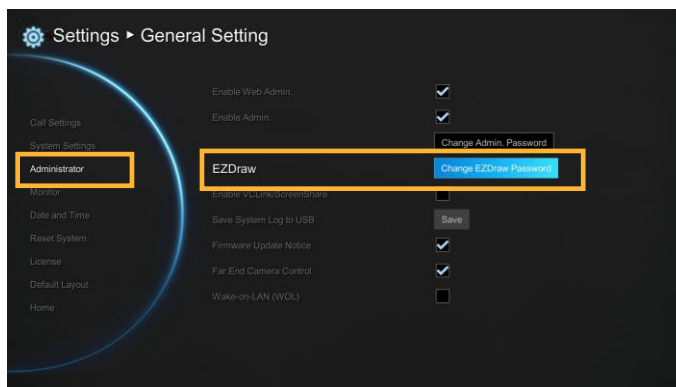 Settings ▸ General Setting
Enable Web Admin.
Call Settings
Enable Admin.
System Settings
Change Admin. Password
Administrator
EZDraw
Change EZDraw Password
Monitor
Enable VCLink/ScreenShare
Date and Time
Save System Log to USB
Save
Reset System
Firmware Update Notice
License
Far End Camera Control
Default Layout
Wake-on-LAN (WOL)
Home